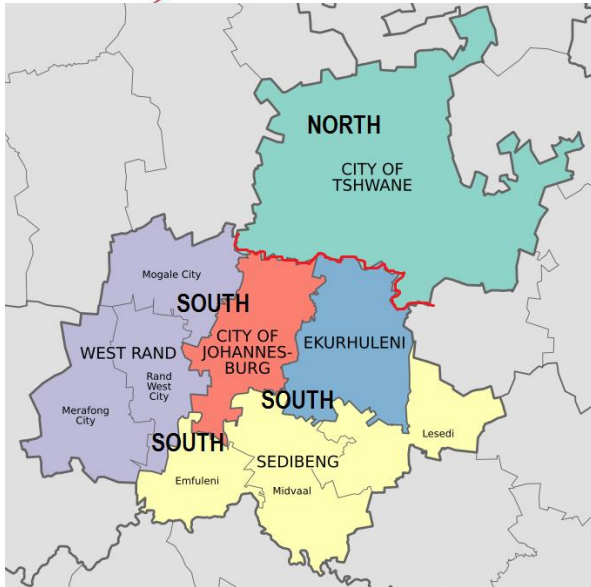 NORTH
CITY OF
TSHWANE
Mogale City
SOUTH
CITY OF
JOHANNES-
BURG
EKURHULENI
WEST RAND
Rand
West
City
Merafong
City
SOUTH
SOUTH
Lesedi
SEDIBENG
Emfuleni
Midvaal